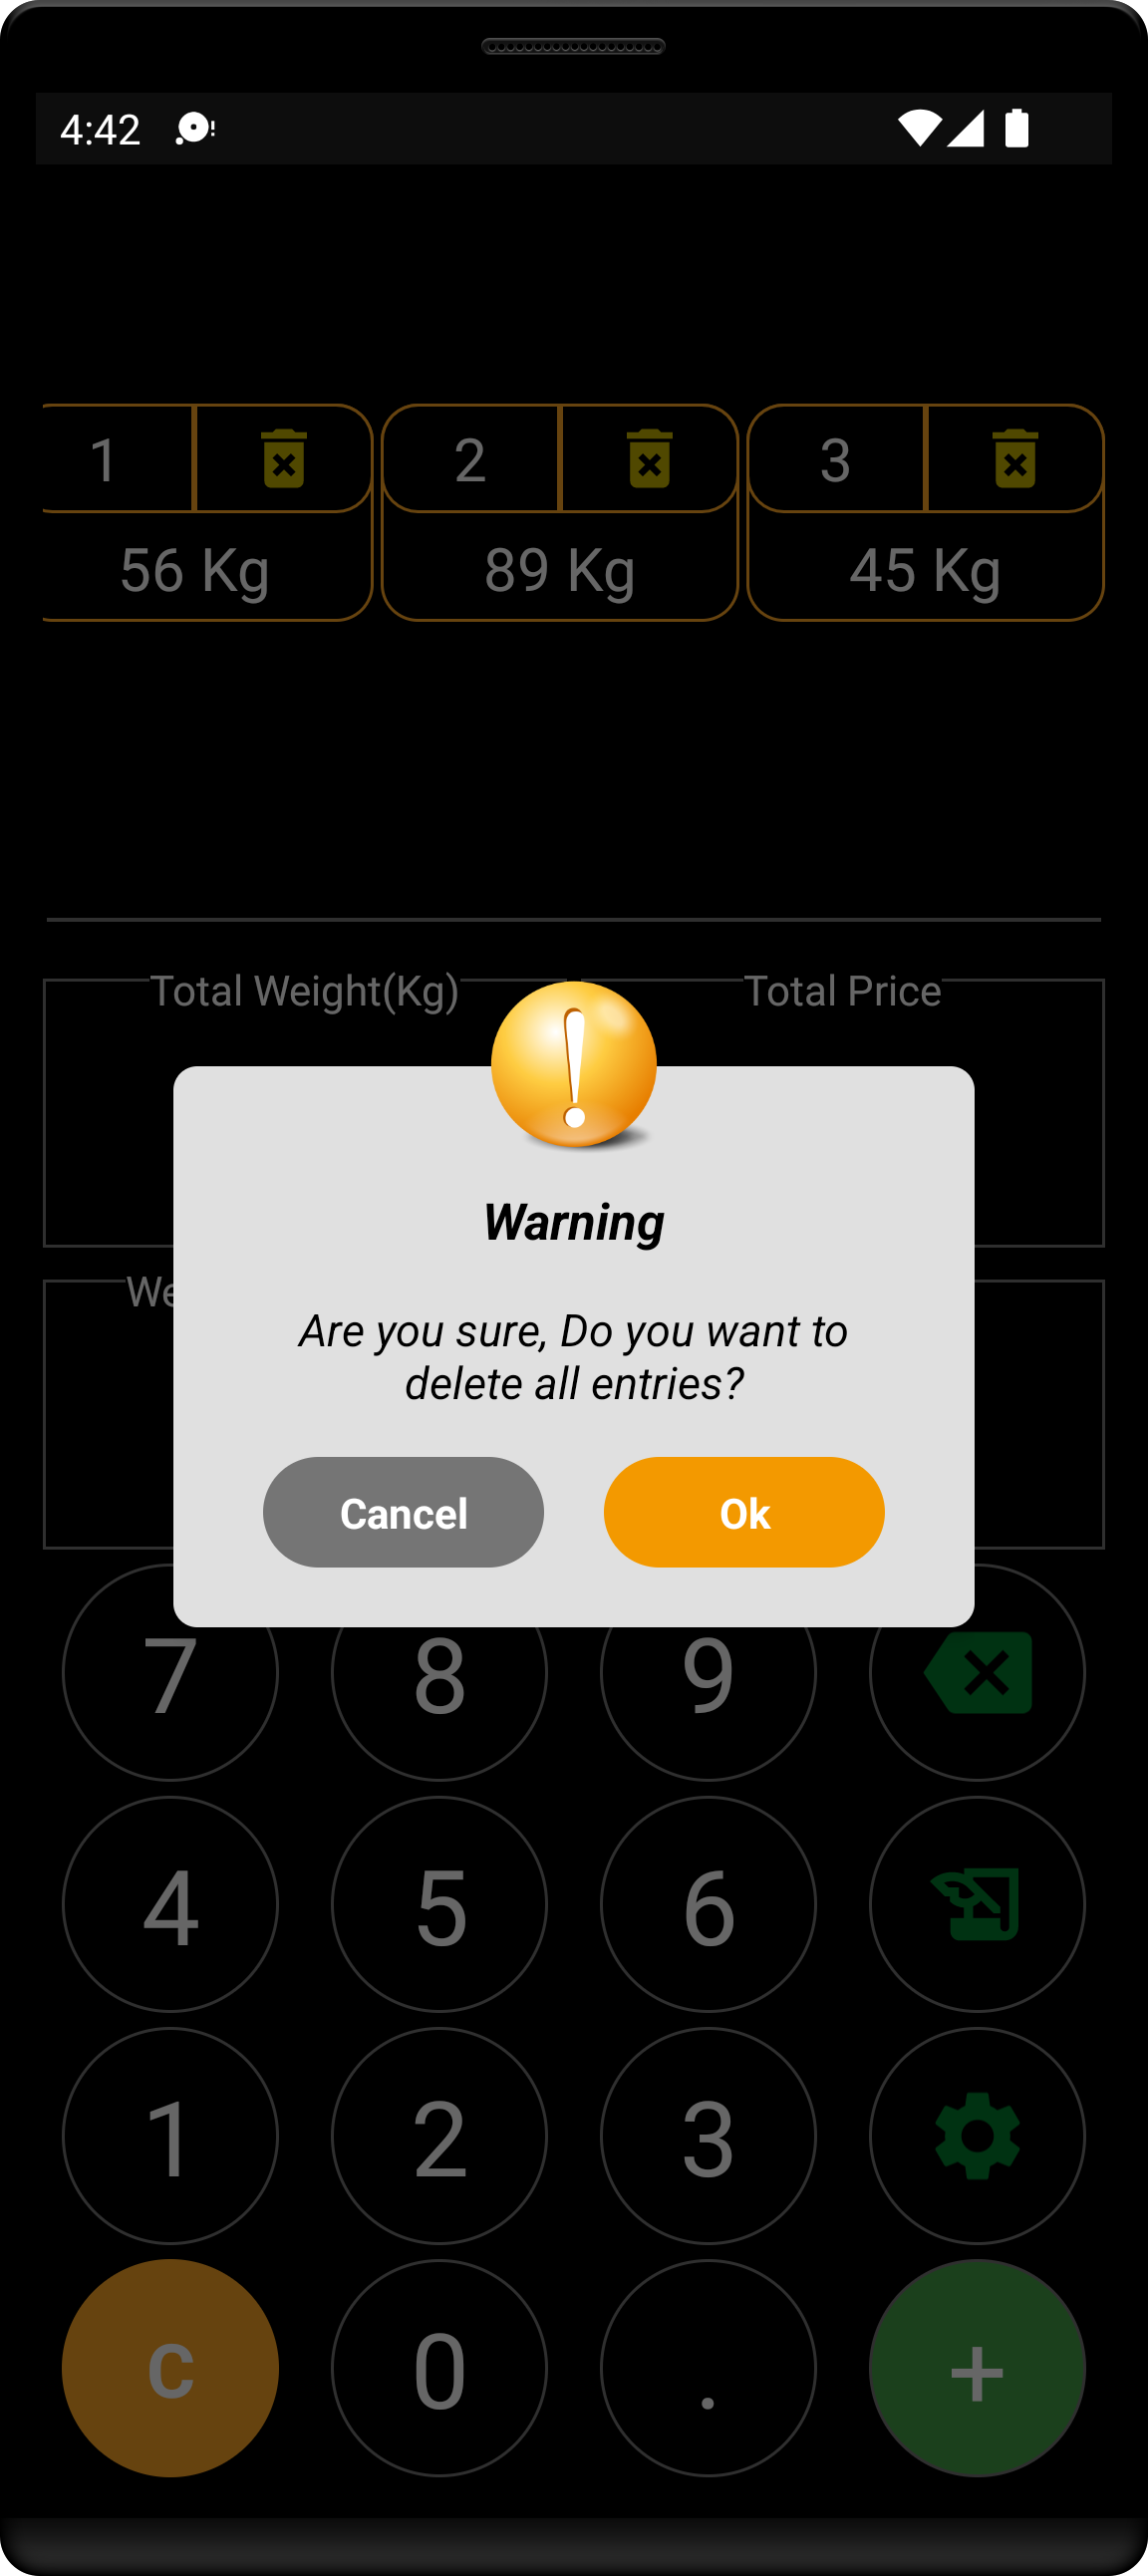 4:42
1 2 3
56 Kg 89 Kg 45 Kg
Total Weight(Kg) Total Price
Warning
Are you sure, Do you want to
delete all entries?
Cancel Ok
7 8 9
4 5 6
1 2 3
C 0 . +